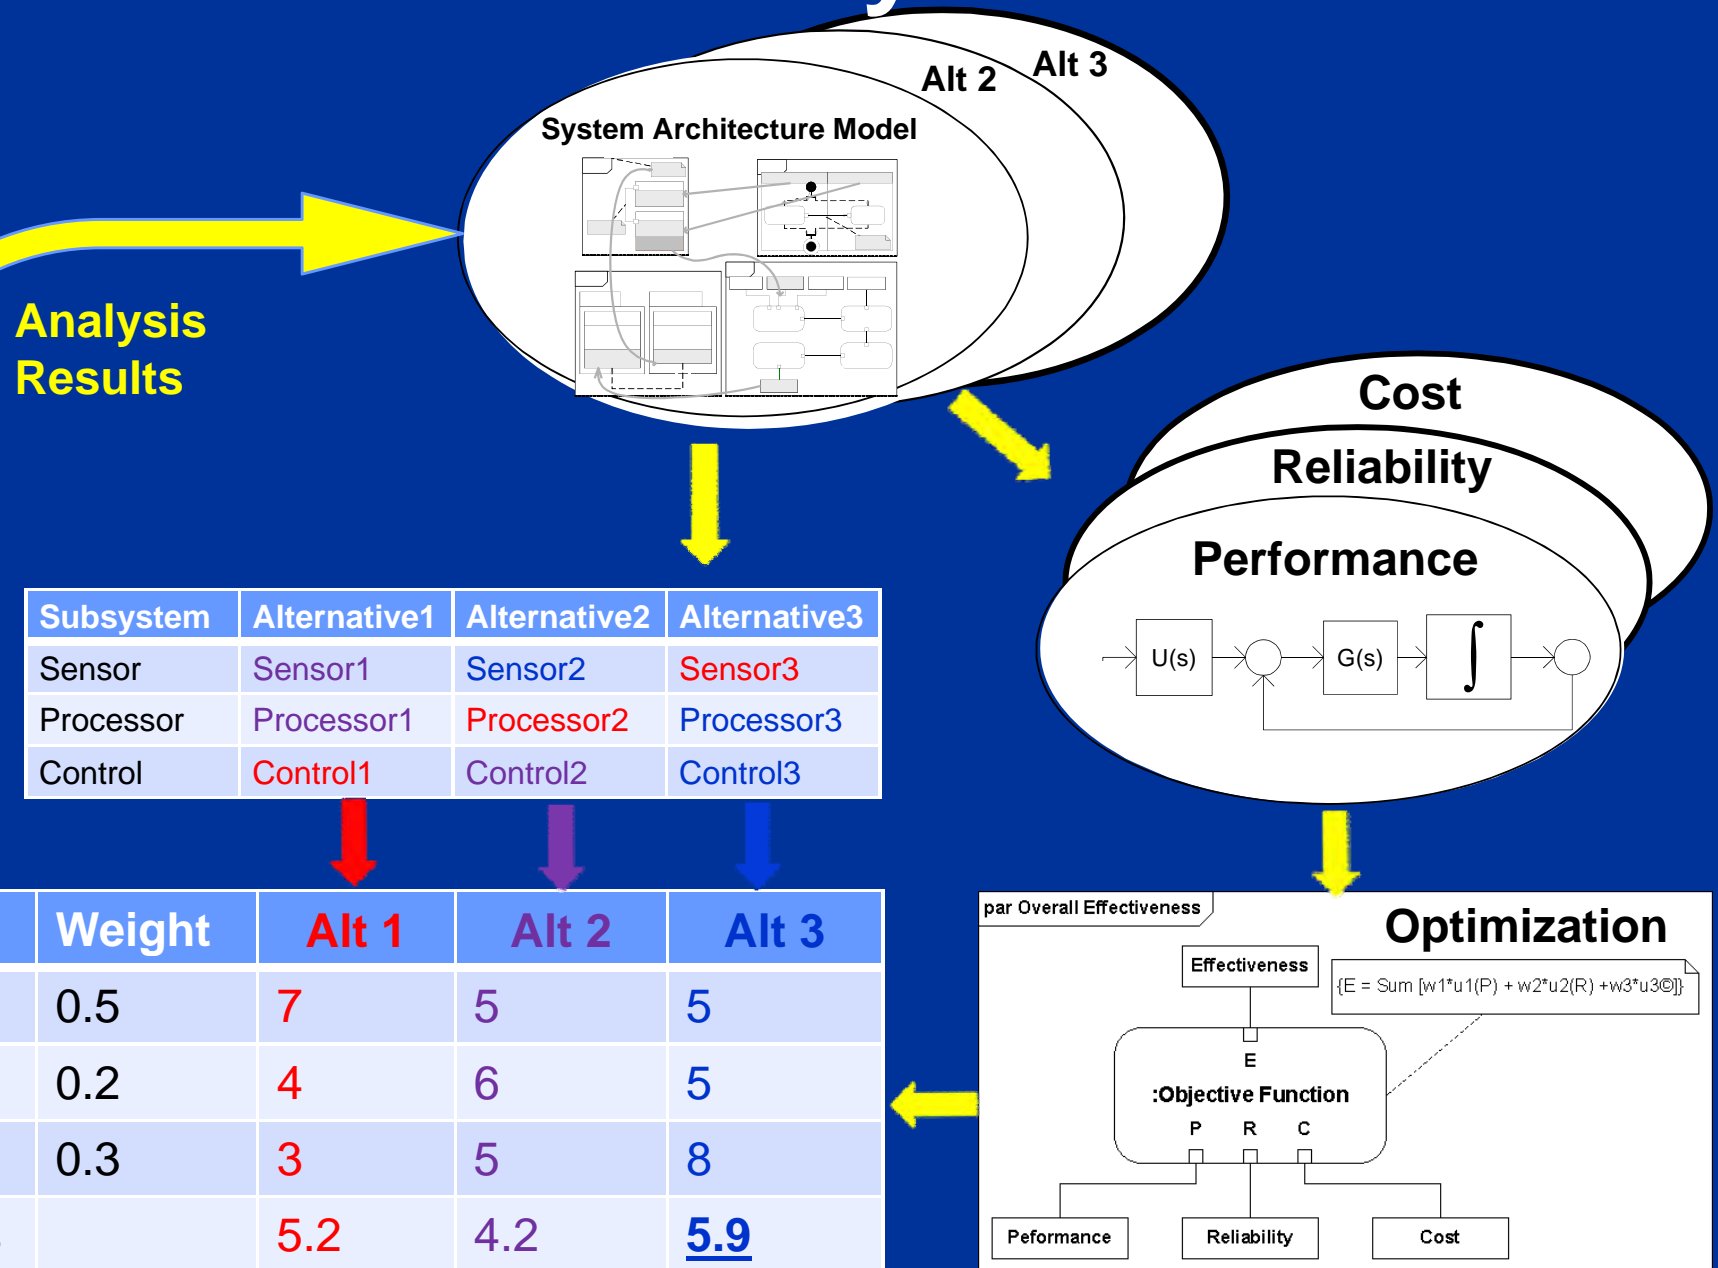 Alt 3
Alt 2
System Architecture Model
Analysis
Results
Cost
Reliability
Performance
U(s)
G(s)
∫
Subsystem Alternative1 Alternative2 Alternative3
Sensor Sensor1 Sensor2 Sensor3
Processor Processor1 Processor2 Processor3
Control Control1 Control2 Control3
Weight Alt 1 Alt 2 Alt 3
0.5 7 5 5
0.2 4 6 5
0.3 3 5 8
5.2 4.2 5.9
par Overall Effectiveness
Optimization
Effectiveness
{E = Sum [w1*u1(P) + w2*u2(R) +w3*u3©]}
E
:Objective Function
P R C
Peformance Reliability Cost